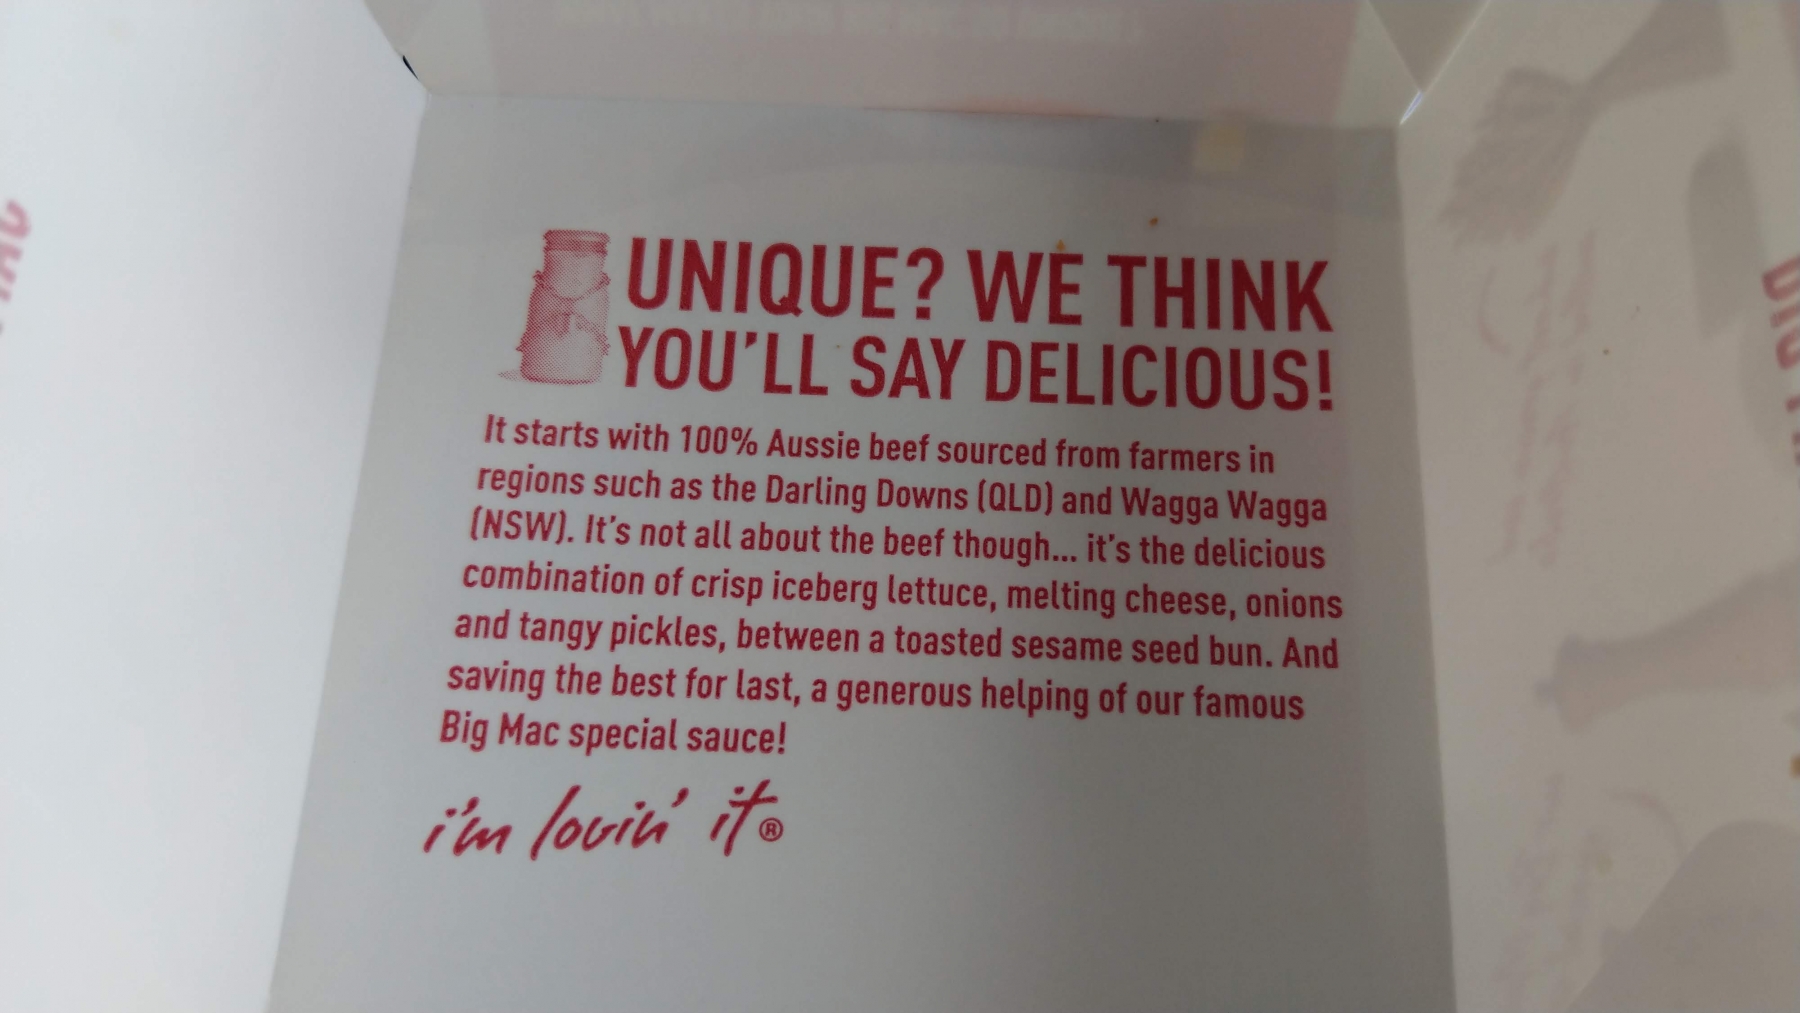 UNIQUE? WE THINK
YOU'LL SAY DELICIOUS!
It starts with 100% Aussie beef sourced from farmers in
regions such as the Darling Downs (QLD) and Wagga Wagga
(NSW). It's not all about the beef though... it's the delicious
combination of crisp iceberg lettuce, melting cheese, onions
and tangy pickles, between a toasted sesame seed bun. And
saving the best for last, a generous helping of our famous
Big Mac special sauce!
i'm lovin' it®